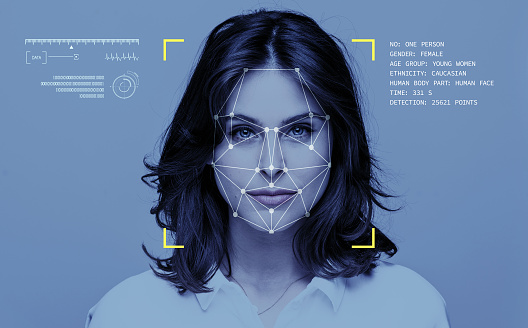 DATA
NO: ONE PERSON
GENDER: FEMALE
AGE GROUP: YOUNG WOMEN
ETHNICITY: CAUCASIAN
HUMAN BODY PART: HUMAN FACE
TIME: 331 S
DETECTION: 25621 POINTS